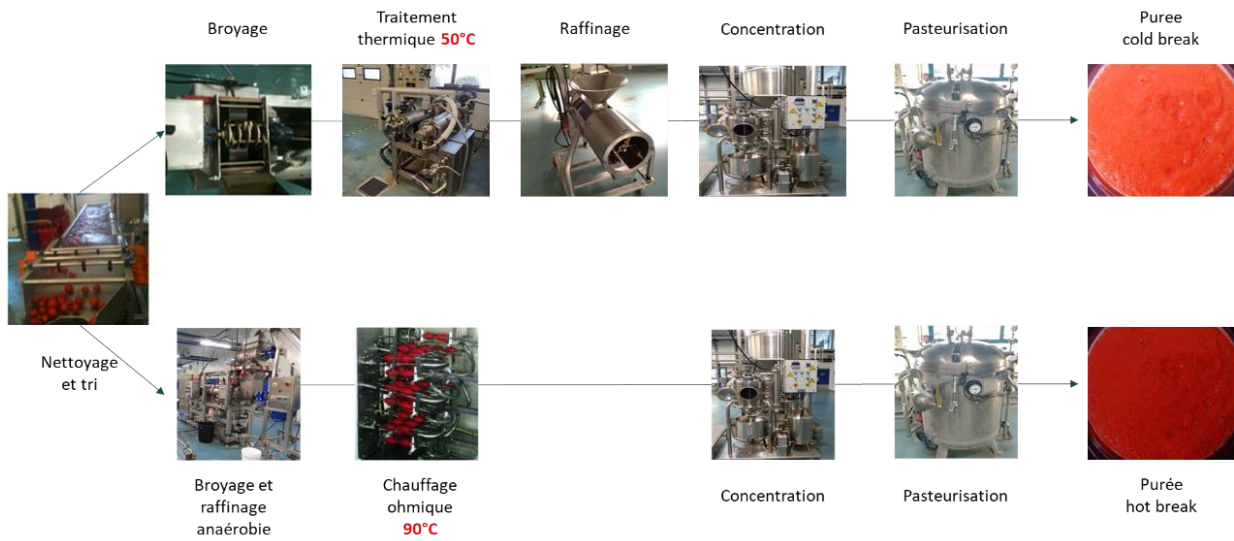 Broyage
Traitement
thermique 50°C
Raffinage
Concentration
Pasteurisation
Puree
cold break
Nettoyage
et tri
Broyage et
raffinage
anaérobie
Chauffage
ohmique
90°C
Concentration
Pasteurisation
Purée
hot break